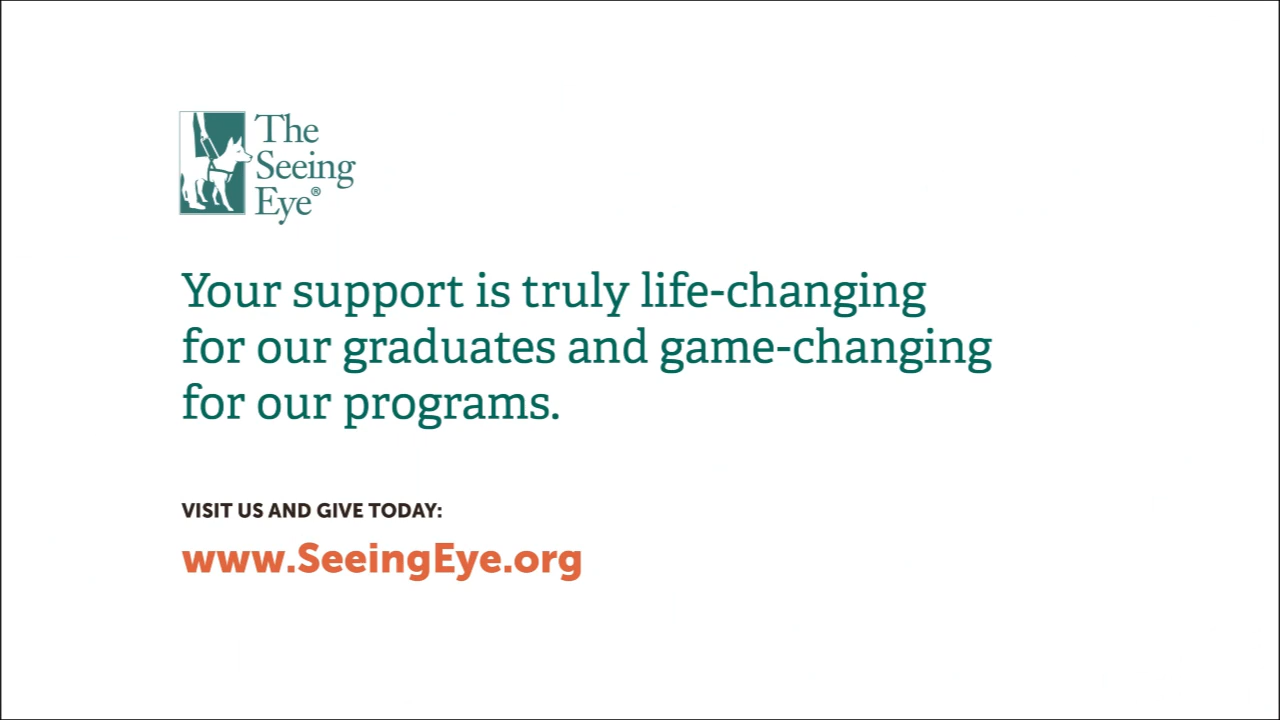 The
Seeing
Eye®
Your support is truly life-changing
for our graduates and game-changing
for our programs.
VISIT US AND GIVE TODAY:
www.SeeingEye.org